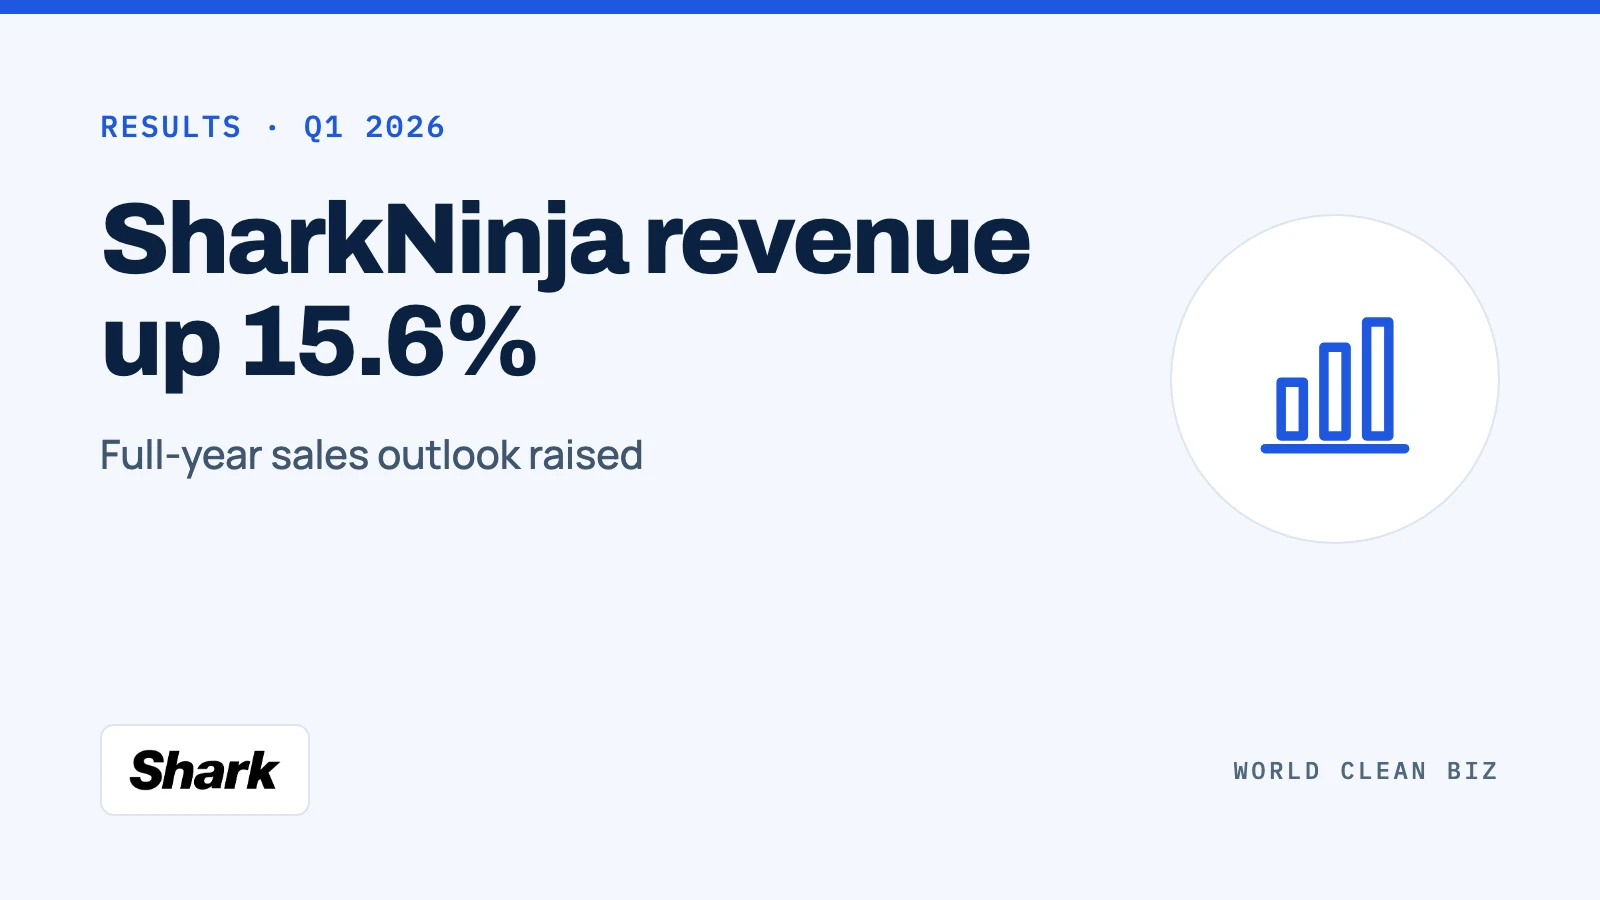 RESULTS · Q1 2026
SharkNinja revenue
up 15.6%
Full-year sales outlook raised
Shark
WORLD CLEAN BIZ